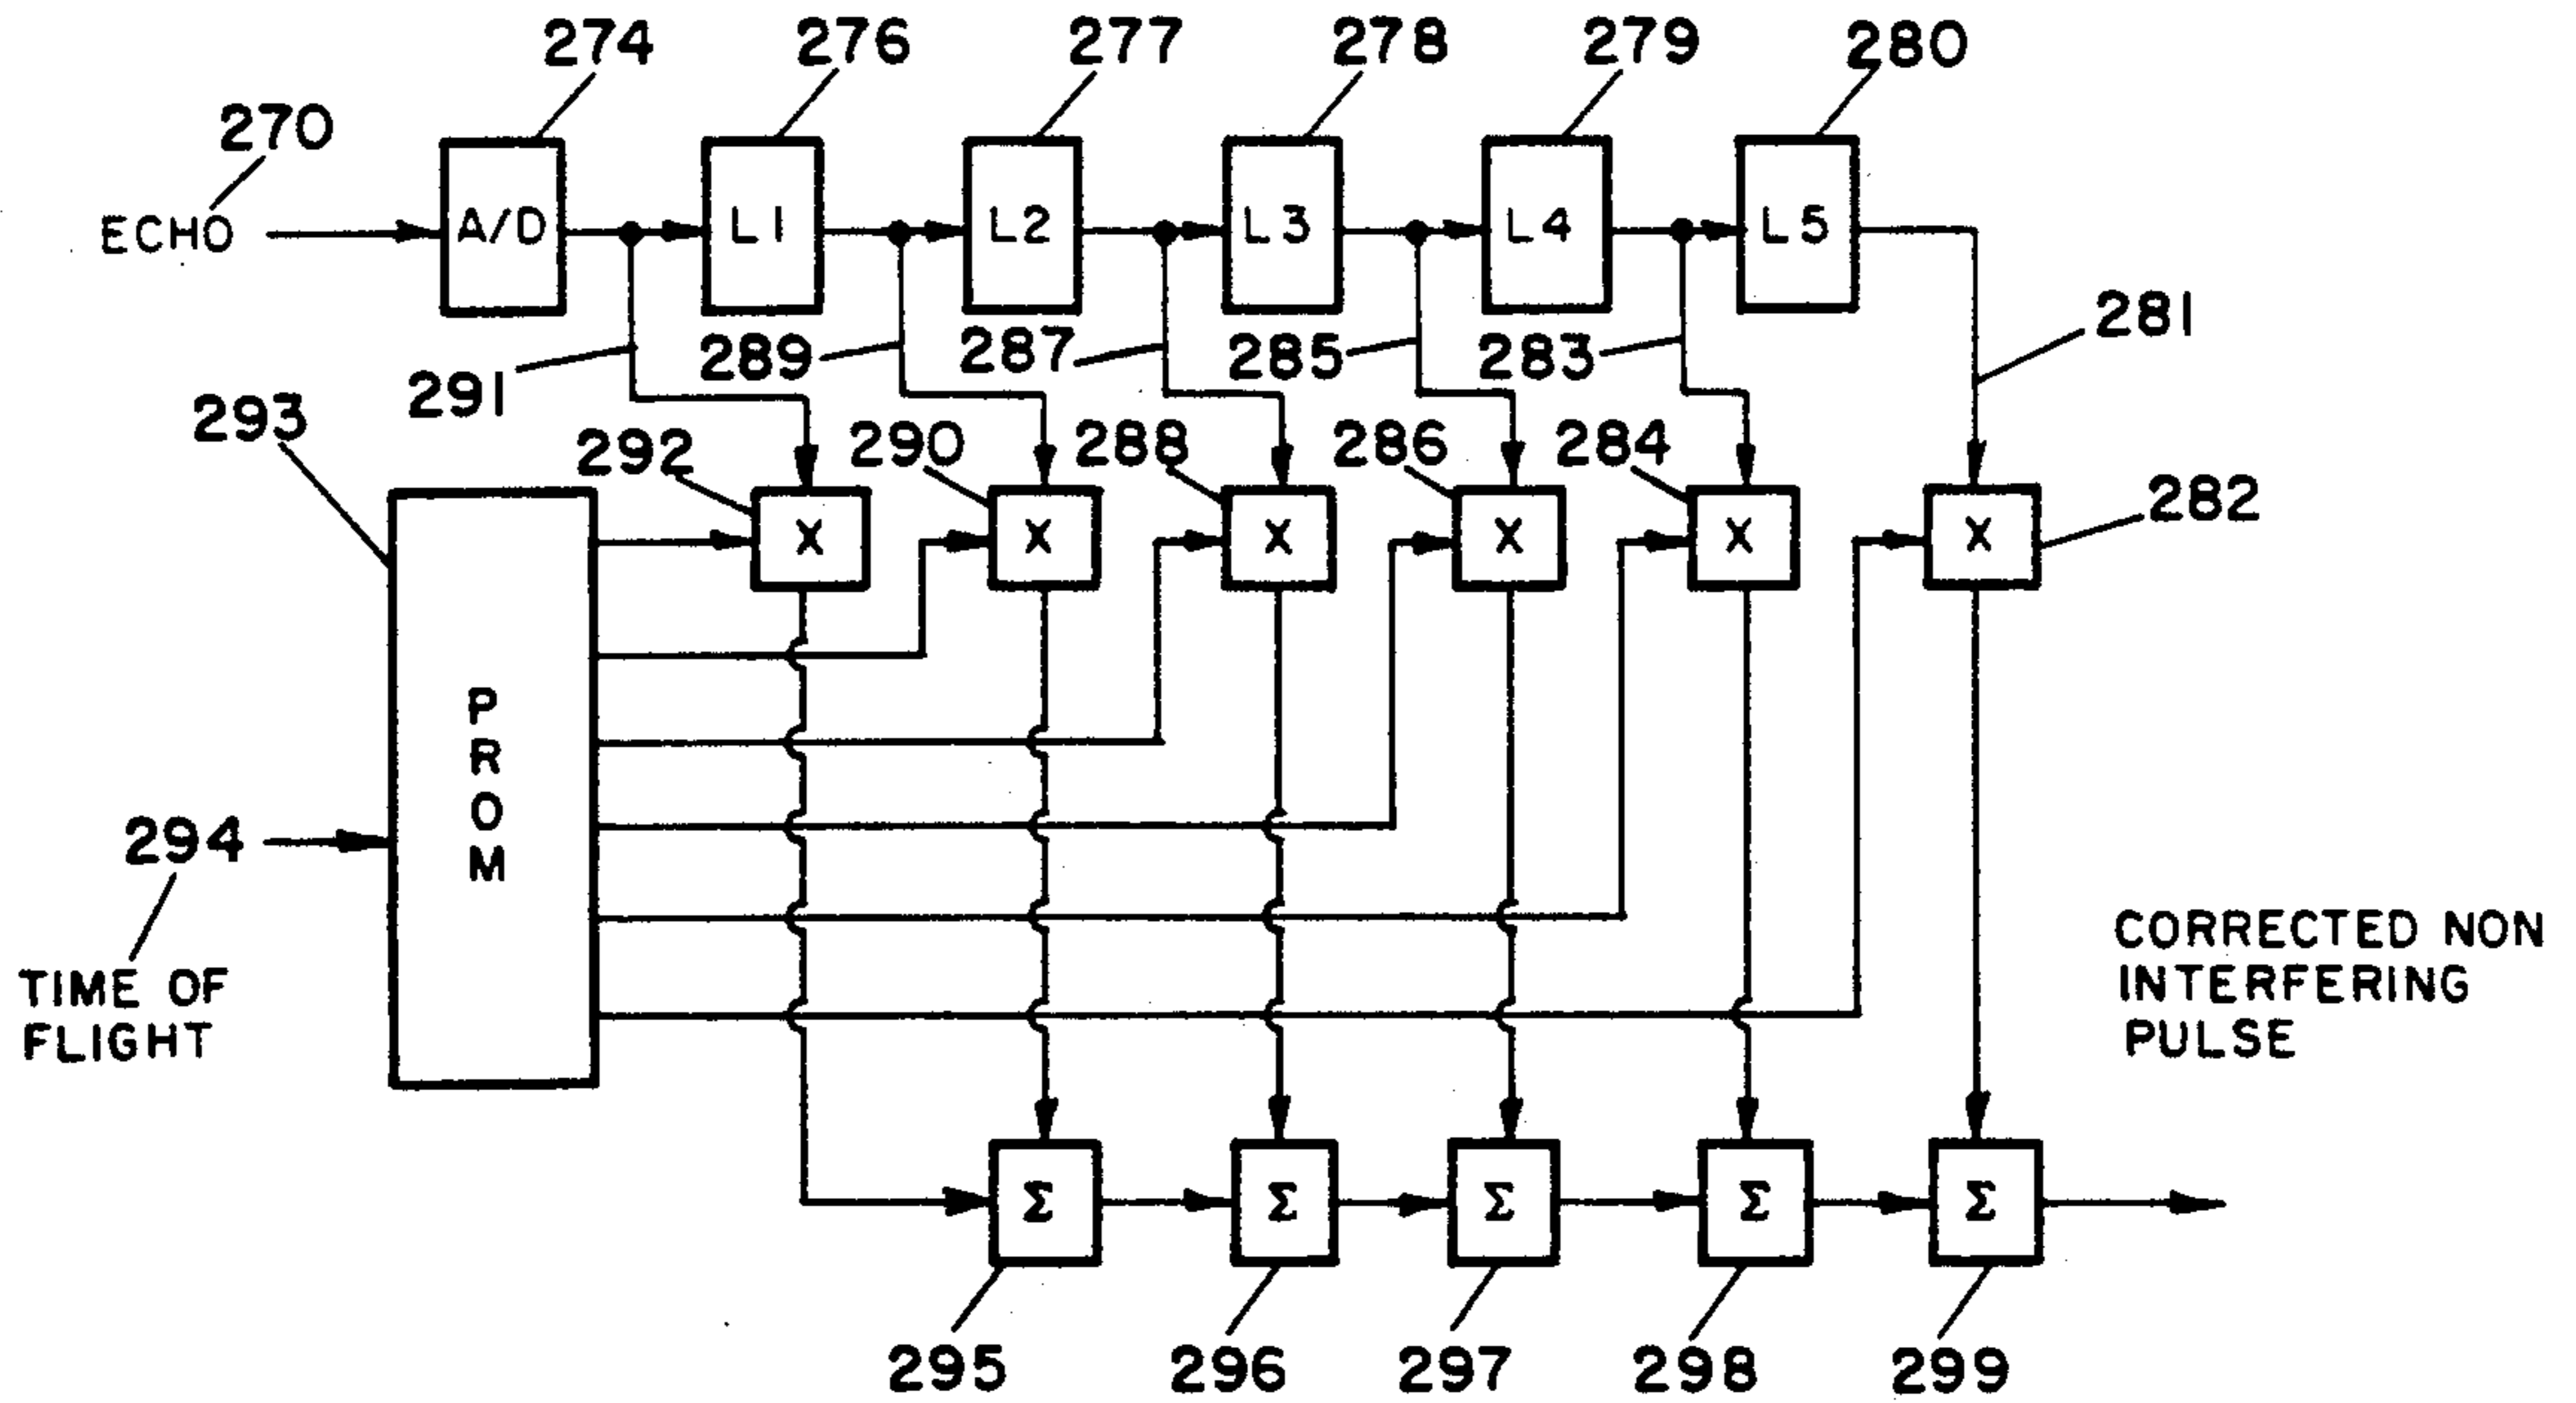 274 276 277 278 279 280
270
ECHO A/D L1 L2 L3 L4 L5
281
291 289 287 285 283
293 292 290 288 286 284 282
X X X X X X
P
R
O
M
294
TIME OF
FLIGHT
CORRECTED NON
INTERFERING
PULSE
Σ Σ Σ Σ Σ
295 296 297 298 299